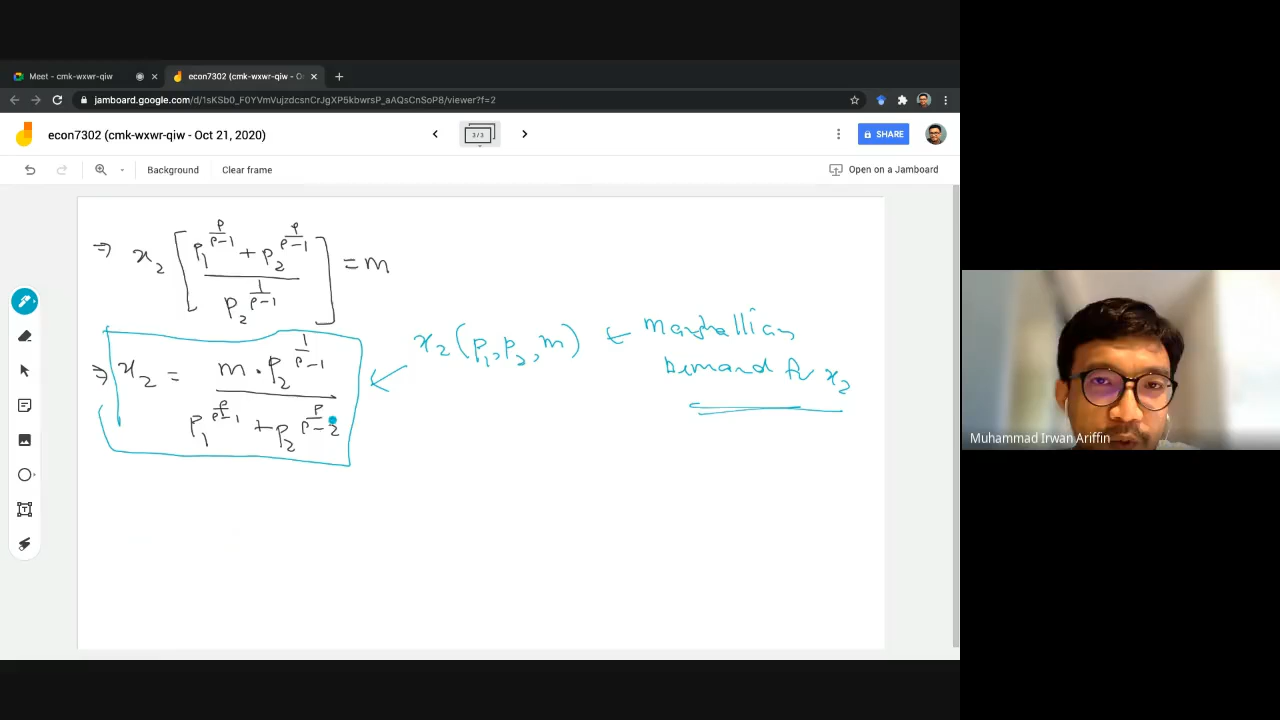 Meet - cmk-wxwr-qiw
econ7302 (cmk-wxwr-qiw - O
jamboard.google.com/d/1sKSb0_F0YVmVujzdcsnCrJgXP5kbwrsP_aAQsCnSoP8/viewer?f=2
econ7302 (cmk-wxwr-qiw - Oct 21, 2020)
3 / 3
SHARE
Background
Clear frame
Open on a Jamboard
⇒ x₂ [ (p₁^(ρ/(ρ-1)) + p₂^(ρ/(ρ-1))) / p₂^(1/(ρ-1)) ] = m
⇒ x₂ = (m · p₂^(1/(ρ-1))) / (p₁^(ρ/(ρ-1)) + p₂^(ρ/(ρ-2)))
← x₂(p₁, p₂, m) ← Marshallian
Demand for x₂
Muhammad Irwan Ariffin